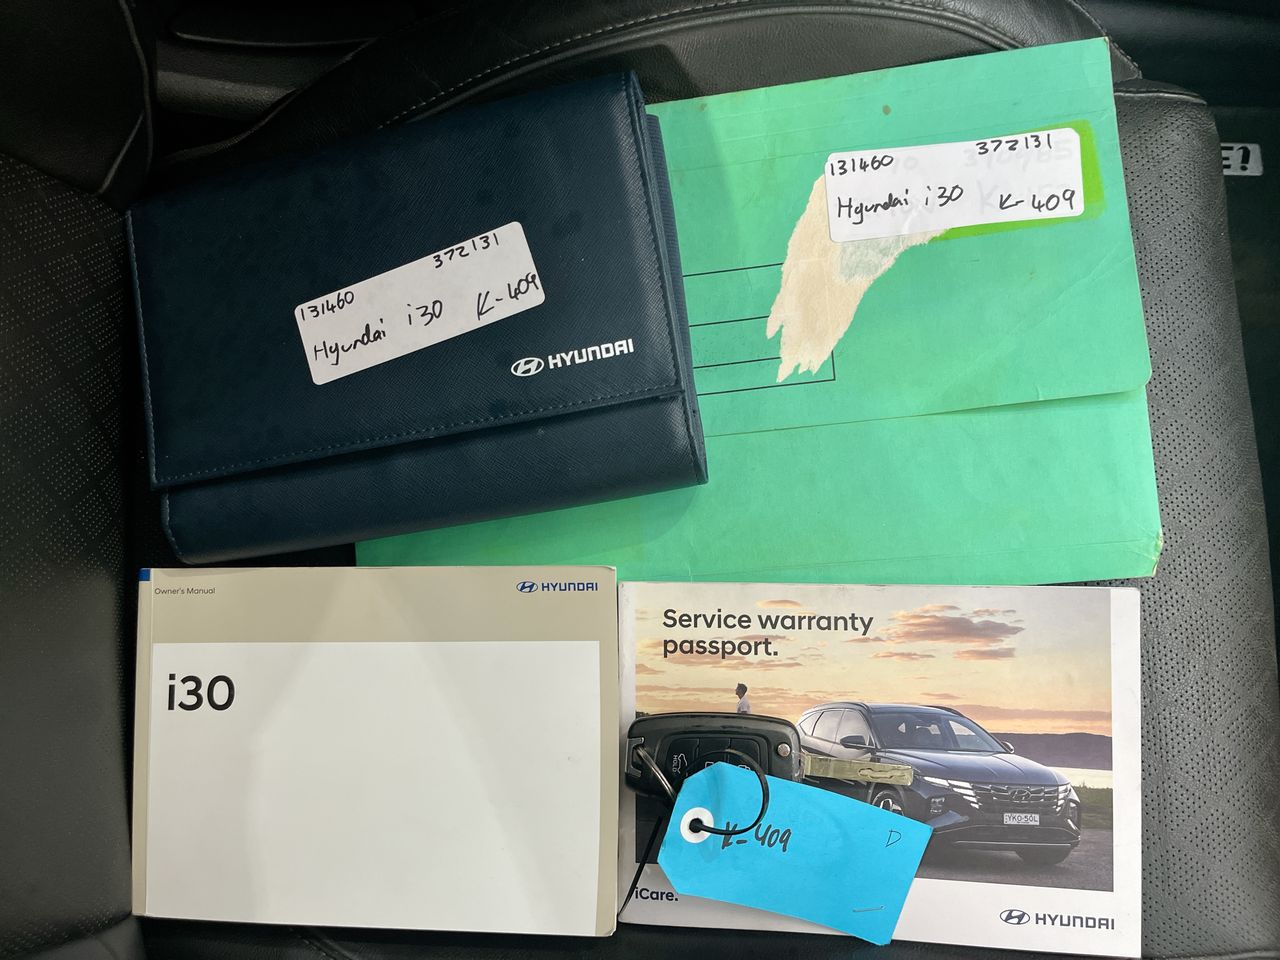 131460 372131
Hyundai i30 K-409
HYUNDAI
131460 372131
Hyundai i30 K-409
Owner's Manual HYUNDAI
i30
Service warranty
passport.
HOLD
YKO·50L
K-409 D
iCare.
HYUNDAI